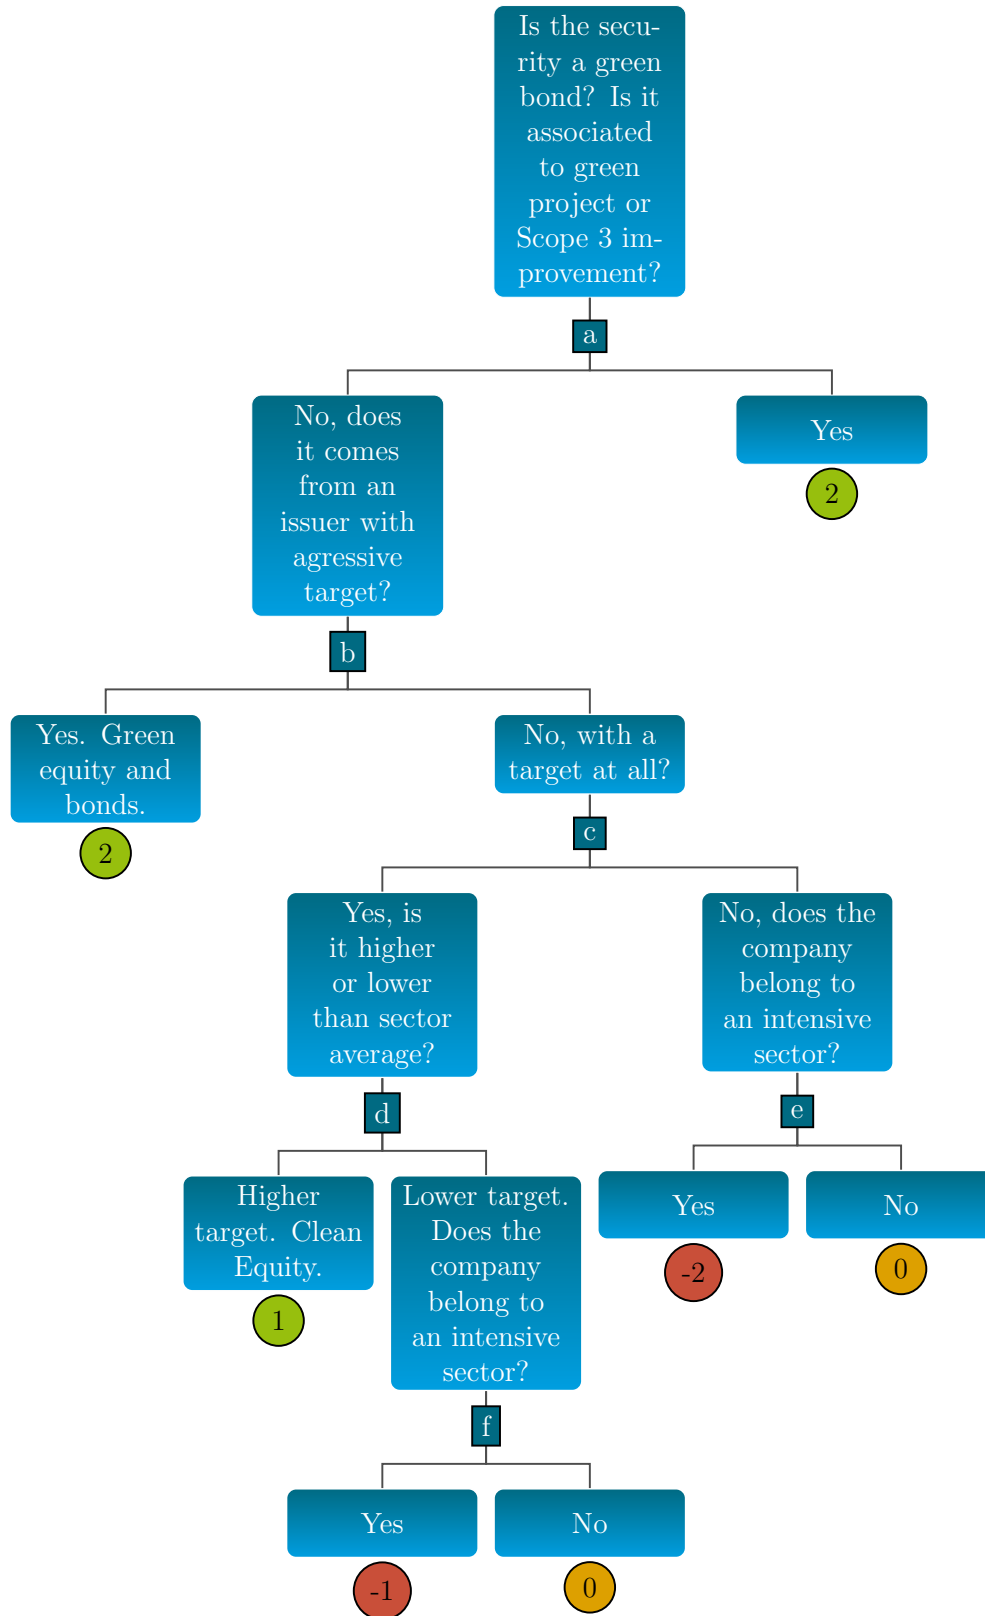 Is the secu-
rity a green
bond? Is it
associated
to green
project or
Scope 3 im-
provement?
a
No, does
it comes
from an
issuer with
agressive
target?
Yes
2
b
Yes. Green
equity and
bonds.
2
No, with a
target at all?
c
Yes, is
it higher
or lower
than sector
average?
No, does the
company
belong to
an intensive
sector?
d
e
Higher
target. Clean
Equity.
1
Lower target.
Does the
company
belong to
an intensive
sector?
Yes
-2
No
0
f
Yes
-1
No
0